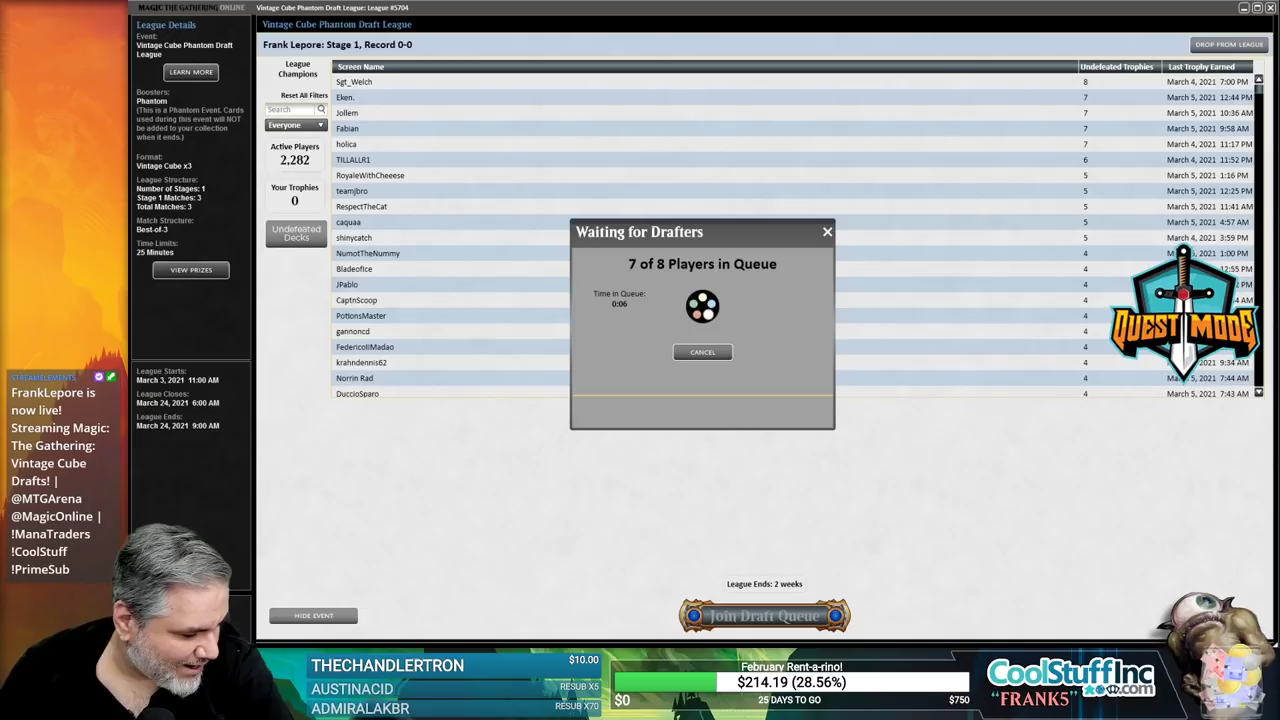 MAGIC THE GATHERING ONLINE
Vintage Cube Phantom Draft League: League #5704
League Details
Event:
Vintage Cube Phantom Draft
League
LEARN MORE
Boosters:
Phantom
(This is a Phantom Event. Cards
used during this event will NOT
be added to your collection
when it ends.)
Format:
Vintage Cube x3
League Structure:
Number of Stages: 1
Stage 1 Matches: 3
Total Matches: 3
Match Structure:
Best-of-3
Time Limits:
25 Minutes
VIEW PRIZES
League Starts:
March 3, 2021 11:00 AM
League Closes:
March 24, 2021 6:00 AM
League Ends:
March 24, 2021 9:00 AM
Vintage Cube Phantom Draft League
Frank Lepore: Stage 1, Record 0-0
DROP FROM LEAGUE
League
Champions
Reset All Filters
Search
Everyone
Active Players
2,282
Your Trophies
0
Undefeated
Decks
Screen Name Undefeated Trophies Last Trophy Earned
Sgt_Welch 8 March 4, 2021 7:00 PM
Eken. 7 March 5, 2021 12:44 PM
Jollem 7 March 5, 2021 10:36 AM
Fabian 7 March 5, 2021 9:58 AM
holica 7 March 4, 2021 11:17 PM
TILLALLR1 6 March 4, 2021 11:52 PM
RoyaleWithCheeese 5 March 5, 2021 1:16 PM
teamjbro 5 March 5, 2021 12:25 PM
RespectTheCat 5 March 5, 2021 11:41 AM
caquaa 5 March 5, 2021 4:57 AM
shinycatch 5 March 4, 2021 3:59 PM
NumotTheNummy 4 2021 1:00 PM
BladeofIce 4 12:55 PM
JPablo 4
CaptnScoop 4
PotionsMaster 4
gannoncd 4
FedericoIlMadao 4
krahndennis62 4 9:34 AM
Norrin Rad 4 March 5, 2021 7:44 AM
DuccioSparo 4 March 5, 2021 7:43 AM
Waiting for Drafters
7 of 8 Players in Queue
Time in Queue:
0:06
CANCEL
QUEST MODE
League Ends: 2 weeks
HIDE EVENT
Join Draft Queue
STREAMELEMENTS
FrankLepore is
now live!
Streaming Magic:
The Gathering:
Vintage Cube
Drafts! |
@MTGArena
@MagicOnline |
!ManaTraders
!CoolStuff
!PrimeSub
THECHANDLERTRON $10.00
AUSTINACID RESUB X5
ADMIRALAKBR RESUB X70
February Rent-a-rino!
$214.19 (28.56%)
$0 25 DAYS TO GO $750
CoolStuffInc
.com
"FRANK5"